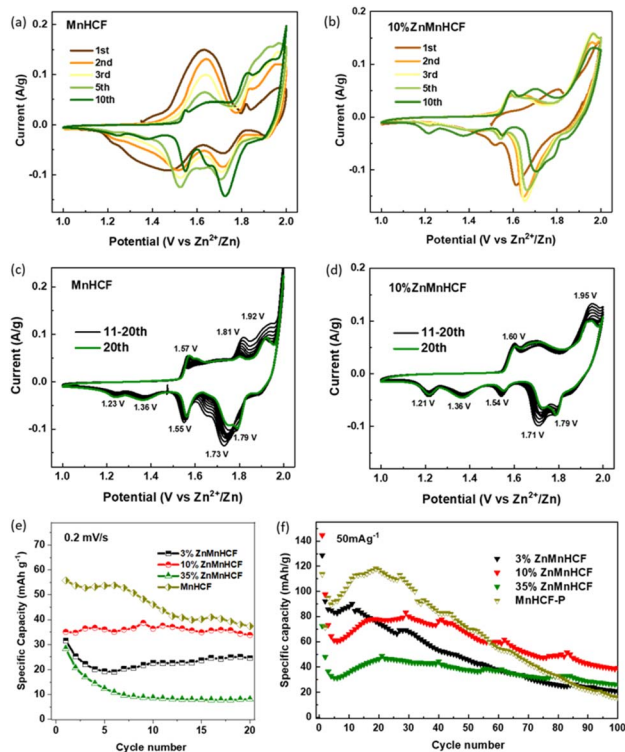 (a) MnHCF
1st
2nd
3rd
5th
10th
Current (A/g)
0.2
0.1
0.0
-0.1
1.0 1.2 1.4 1.6 1.8 2.0
Potential (V vs Zn²⁺/Zn)
(b) 10%ZnMnHCF
1st
2nd
3rd
5th
10th
Current (A/g)
0.2
0.1
0.0
-0.1
1.0 1.2 1.4 1.6 1.8 2.0
Potential (V vs Zn²⁺/Zn)
(c) MnHCF
11-20th
20th
1.57 V
1.81 V
1.92 V
1.23 V
1.36 V
1.55 V
1.73 V
1.79 V
Current (A/g)
0.2
0.1
0.0
-0.1
1.0 1.2 1.4 1.6 1.8 2.0
Potential (V vs Zn²⁺/Zn)
(d) 10%ZnMnHCF
11-20th
20th
1.60 V
1.95 V
1.21 V
1.36 V
1.54 V
1.71 V
1.79 V
Current (A/g)
0.2
0.1
0.0
-0.1
1.0 1.2 1.4 1.6 1.8 2.0
Potential (V vs Zn²⁺/Zn)
(e) 0.2 mV/s
3% ZnMnHCF
10% ZnMnHCF
35% ZnMnHCF
MnHCF
Specific Capacity (mAh g⁻¹)
90
80
70
60
50
40
30
20
10
0
0 5 10 15 20
Cycle number
(f) 50mAg⁻¹
3% ZnMnHCF
10% ZnMnHCF
35% ZnMnHCF
MnHCF-P
Specific capacity (mAh/g)
140
120
100
80
60
40
20
0
0 10 20 30 40 50 60 70 80 90 100
Cycle number